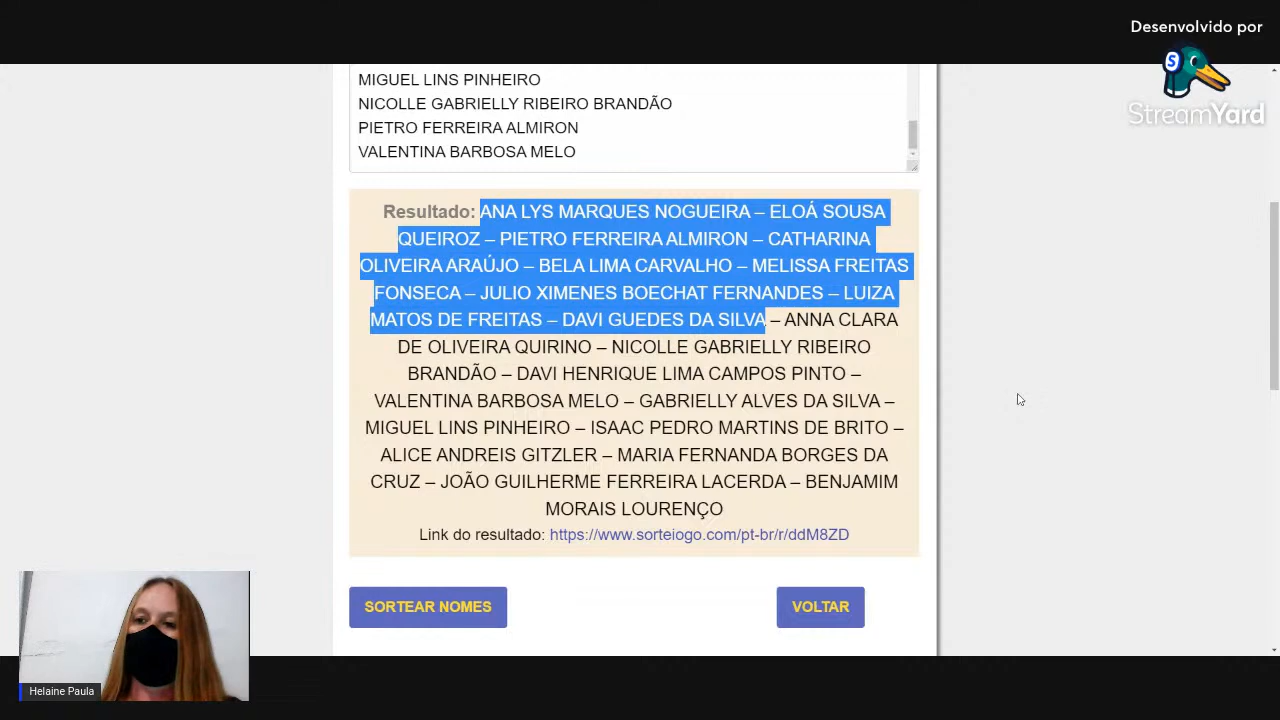 Desenvolvido por
StreamYard
MIGUEL LINS PINHEIRO
NICOLLE GABRIELLY RIBEIRO BRANDÃO
PIETRO FERREIRA ALMIRON
VALENTINA BARBOSA MELO
Resultado: ANA LYS MARQUES NOGUEIRA – ELOÁ SOUSA
QUEIROZ – PIETRO FERREIRA ALMIRON – CATHARINA
OLIVEIRA ARAÚJO – BELA LIMA CARVALHO – MELISSA FREITAS
FONSECA – JULIO XIMENES BOECHAT FERNANDES – LUIZA
MATOS DE FREITAS – DAVI GUEDES DA SILVA – ANNA CLARA
DE OLIVEIRA QUIRINO – NICOLLE GABRIELLY RIBEIRO
BRANDÃO – DAVI HENRIQUE LIMA CAMPOS PINTO –
VALENTINA BARBOSA MELO – GABRIELLY ALVES DA SILVA –
MIGUEL LINS PINHEIRO – ISAAC PEDRO MARTINS DE BRITO –
ALICE ANDREIS GITZLER – MARIA FERNANDA BORGES DA
CRUZ – JOÃO GUILHERME FERREIRA LACERDA – BENJAMIM
MORAIS LOURENÇO
Link do resultado: https://www.sorteiogo.com/pt-br/r/ddM8ZD
SORTEAR NOMES
VOLTAR
Helaine Paula